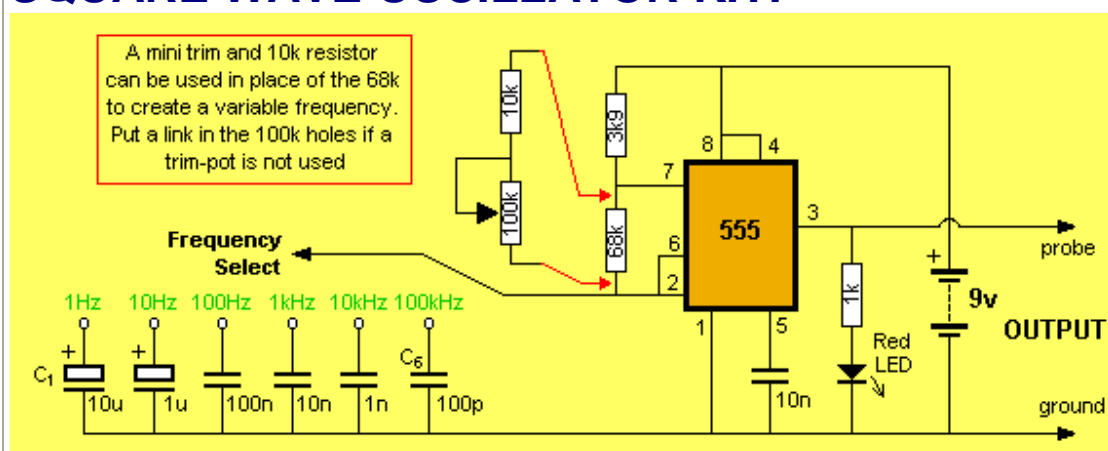 A mini trim and 10k resistor
can be used in place of the 68k
to create a variable frequency.
Put a link in the 100k holes if a
trim-pot is not used
10k
100k
3k9
68k
8
4
7
6
2
555
3
1
5
10n
1k
Red
LED
+
9v
probe
OUTPUT
ground
Frequency
Select
1Hz 10Hz 100Hz 1kHz 10kHz 100kHz
+ +
C1 C6
10u 1u 100n 10n 1n 100p